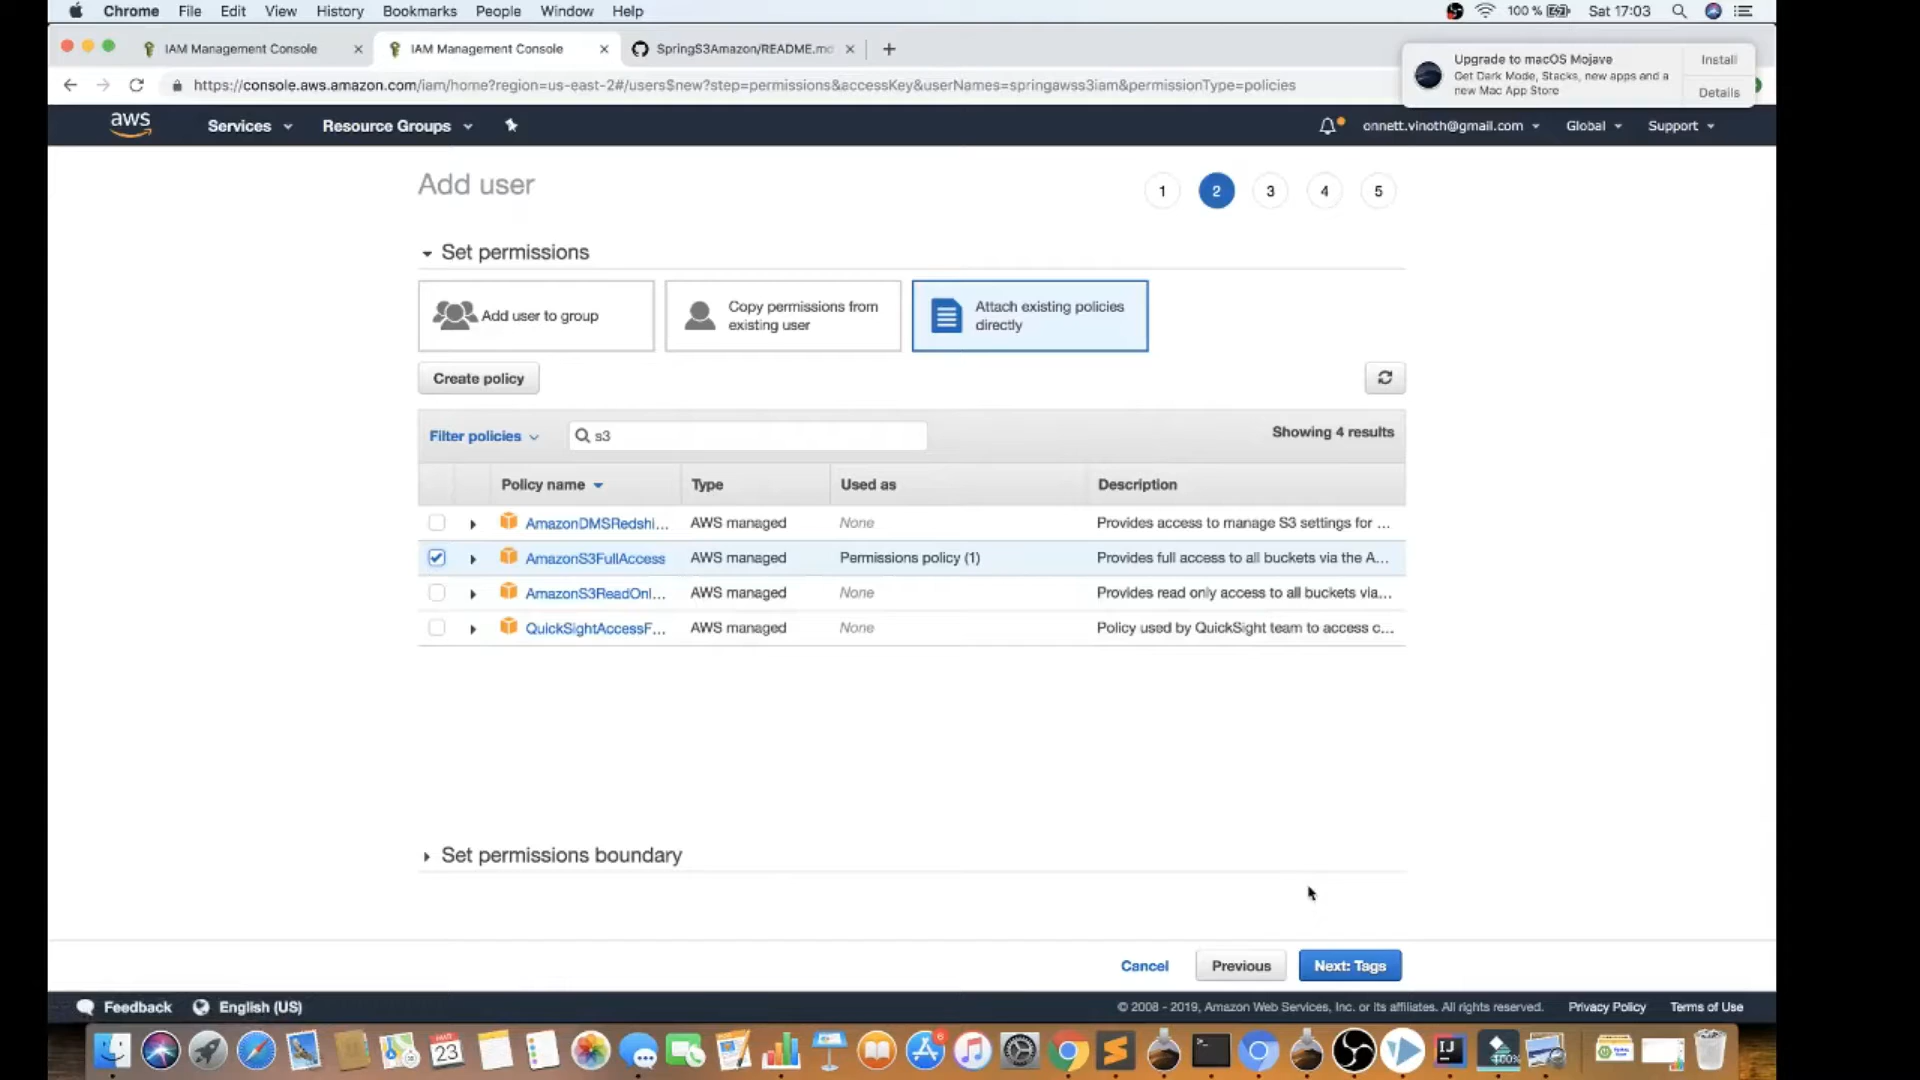 Chrome File Edit View History Bookmarks People Window Help 100 % Sat 17:03
IAM Management Console IAM Management Console SpringS3Amazon/README.md
https://console.aws.amazon.com/iam/home?region=us-east-2#/users$new?step=permissions&accessKey&userNames=springawss3iam&permissionType=policies
Upgrade to macOS Mojave
Get Dark Mode, Stacks, new apps and a
new Mac App Store
Install
Details
aws Services Resource Groups onnett.vinoth@gmail.com Global Support
Add user 1 2 3 4 5
Set permissions
Add user to group
Copy permissions from
existing user
Attach existing policies
directly
Create policy
Filter policies s3 Showing 4 results
Policy name Type Used as Description
AmazonDMSRedshi... AWS managed None Provides access to manage S3 settings for ...
AmazonS3FullAccess AWS managed Permissions policy (1) Provides full access to all buckets via the A...
AmazonS3ReadOnl... AWS managed None Provides read only access to all buckets via...
QuickSightAccessF... AWS managed None Policy used by QuickSight team to access c...
Set permissions boundary
Cancel Previous Next: Tags
Feedback English (US) © 2008 - 2019, Amazon Web Services, Inc. or its affiliates. All rights reserved. Privacy Policy Terms of Use
23